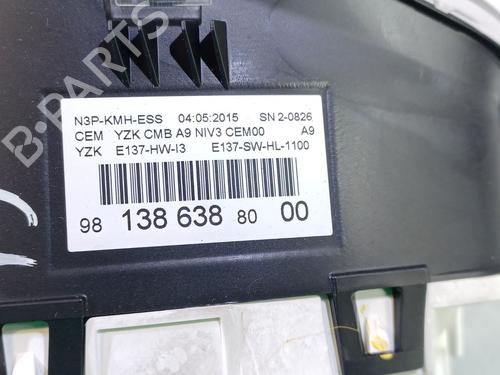 B-PARTS
N3P-KMH-ESS 04:05:2015 SN 2-0826
CEM YZK CMB A9 NIV3 CEM00 A9
YZK E137-HW-I3 E137-SW-HL-1100
98 138 638 80 00